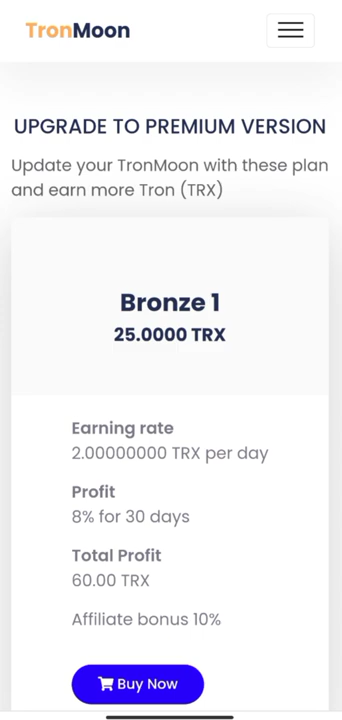 TronMoon
UPGRADE TO PREMIUM VERSION
Update your TronMoon with these plan
and earn more Tron (TRX)
Bronze 1
25.0000 TRX
Earning rate
2.00000000 TRX per day
Profit
8% for 30 days
Total Profit
60.00 TRX
Affiliate bonus 10%
Buy Now